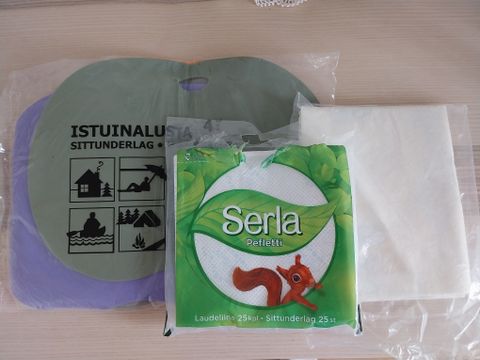 ISTUINALUSTA
SITTUNDERLAG •
Serla
Pefletti
Laudeliina 25 kpl • Sittunderlag 25 st